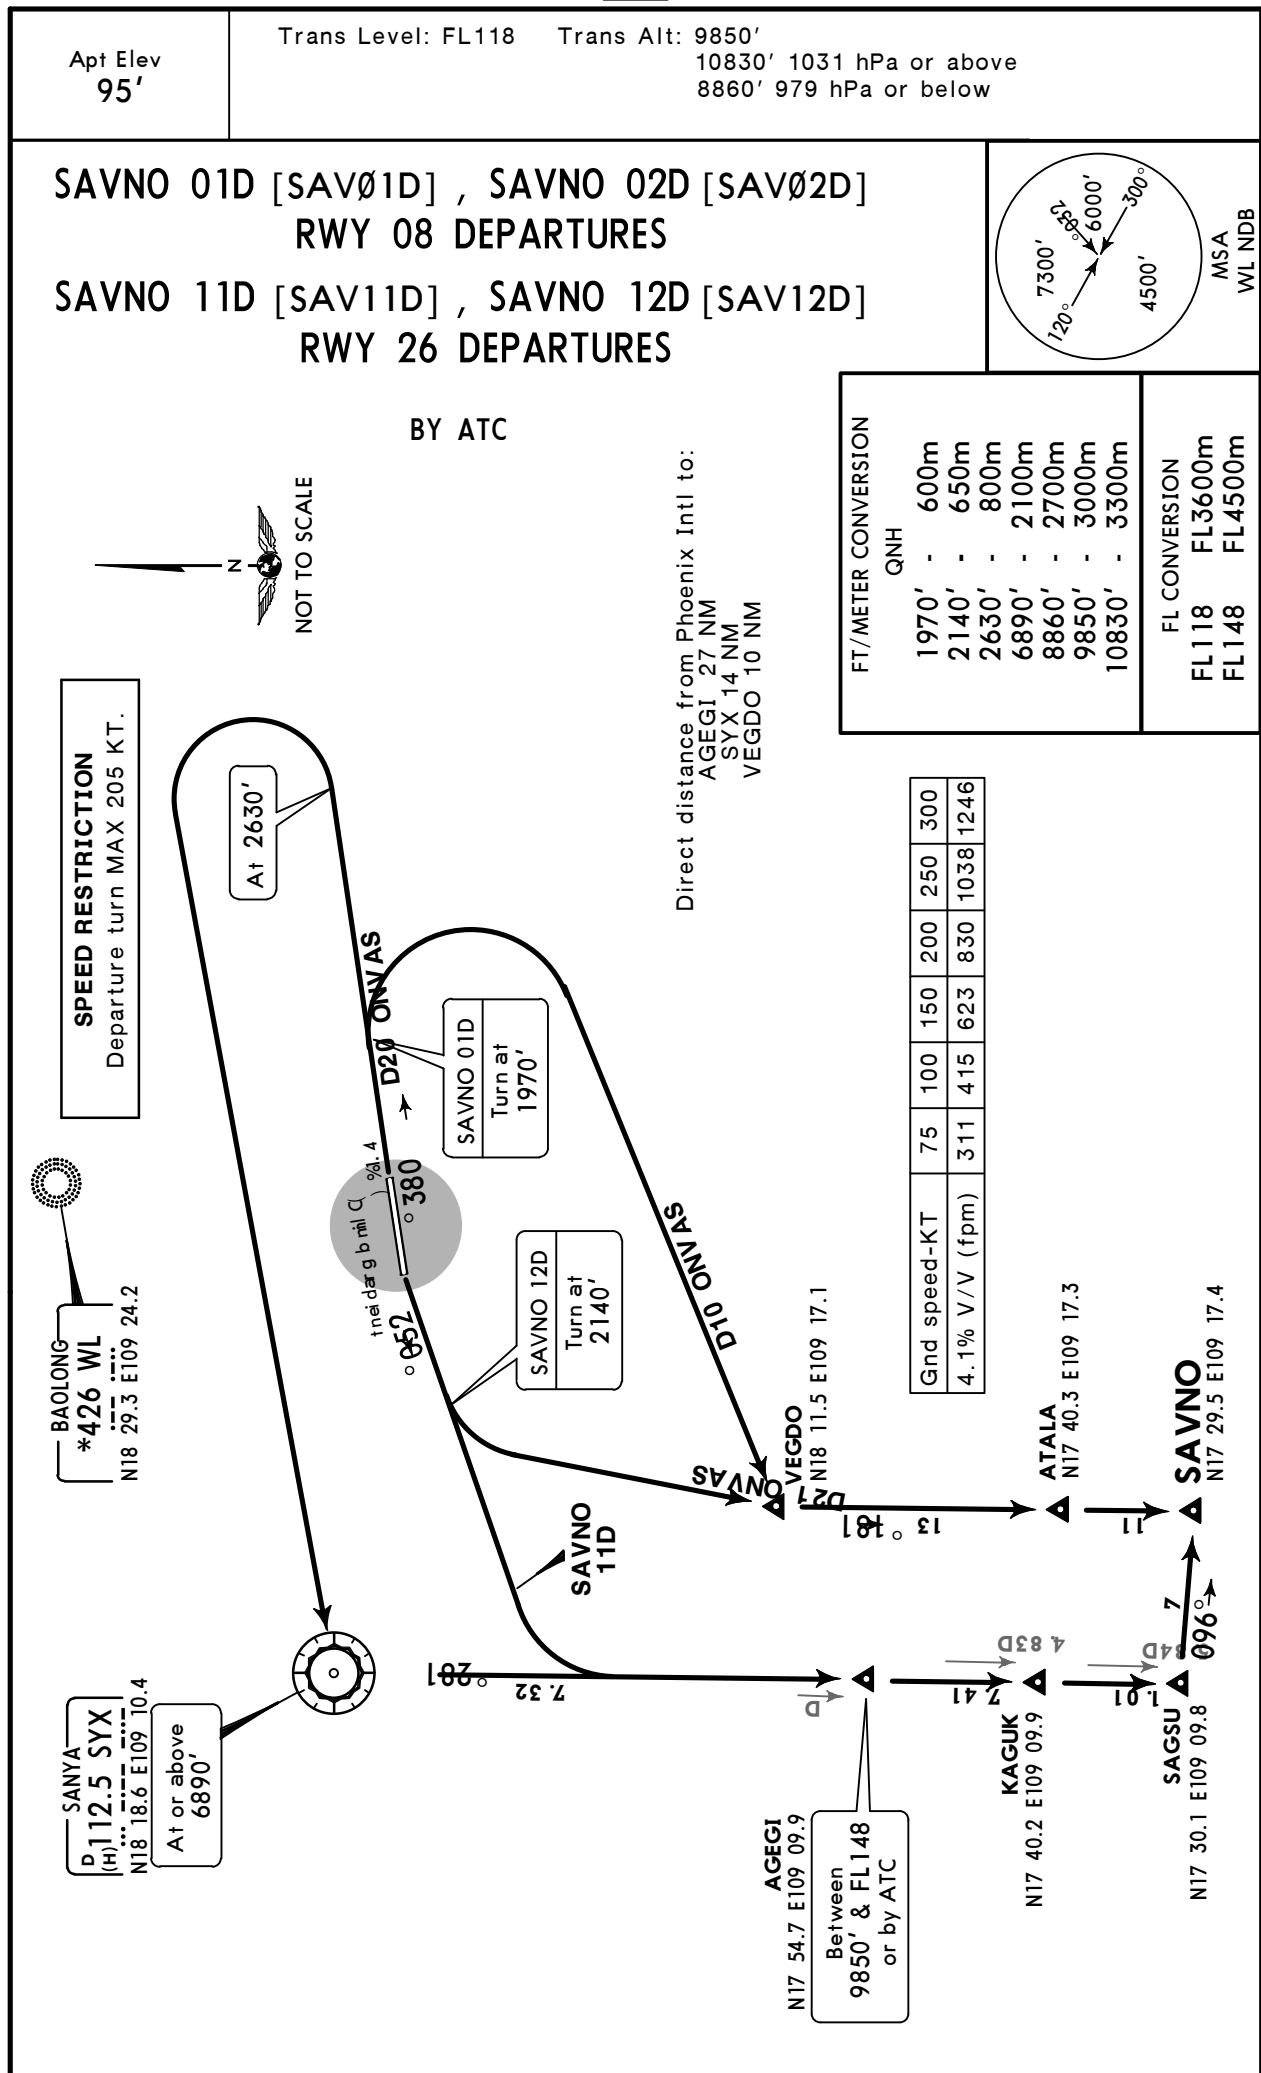 Apt Elev
95'
Trans Level: FL118 Trans Alt: 9850'
10830' 1031 hPa or above
8860' 979 hPa or below
SAVNO 01D [SAVØ1D] , SAVNO 02D [SAVØ2D]
RWY 08 DEPARTURES
SAVNO 11D [SAV11D] , SAVNO 12D [SAV12D]
RWY 26 DEPARTURES
BY ATC
7300'
032°
6000'
300°
120°
4500'
MSA
WL NDB
FT/METER CONVERSION
QNH
1970' - 600m
2140' - 650m
2630' - 800m
6890' - 2100m
8860' - 2700m
9850' - 3000m
10830' - 3300m
FL CONVERSION
FL118 FL3600m
FL148 FL4500m
N
NOT TO SCALE
SPEED RESTRICTION
Departure turn MAX 205 KT.
Direct distance from Phoenix Intl to:
AGEGI 27 NM
SYX 14 NM
VEGDO 10 NM
At 2630'
D20 ONVAS
SAVNO 01D
Turn at
1970'
%1.4
°380
°052
SAVNO 12D
Turn at
2140'
D10 ONVAS
Gnd speed-KT 75 100 150 200 250 300
4.1% V/V (fpm) 311 415 623 830 1038 1246
BAOLONG
*426 WL
N18 29.3 E109 24.2
SAVNO
11D
D21
ONVAS
VEGDO
N18 11.5 E109 17.1
181°
13
ATALA
N17 40.3 E109 17.3
11
SAVNO
N17 29.5 E109 17.4
SANYA
D
(H) 112.5 SYX
N18 18.6 E109 10.4
At or above
6890'
°281
7.32
D
AGEGI
N17 54.7 E109 09.9
Between
9850' & FL148
or by ATC
7.41
4.83D
KAGUK
N17 40.2 E109 09.9
1.01
SAGSU
N17 30.1 E109 09.8
7
096°